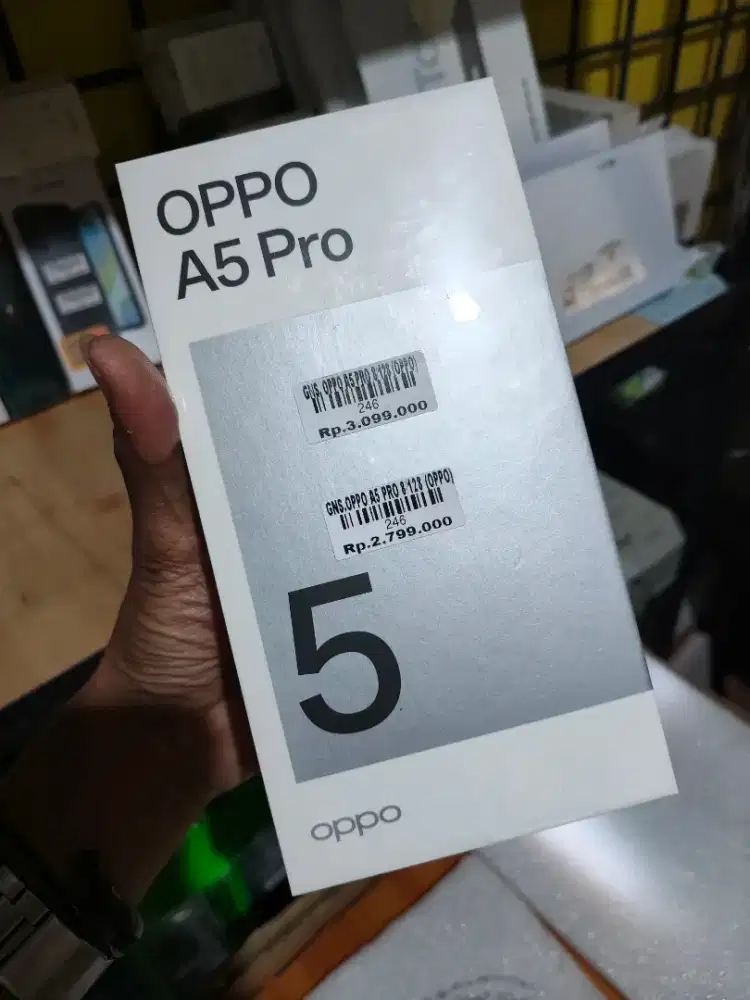 OPPO
A5 Pro
GNS.OPPO A5 PRO 8-128 (OPPO)
246
Rp.3.099.000
GNS.OPPO A5 PRO 8-128 (OPPO)
246
Rp.2.799.000
5
oppo